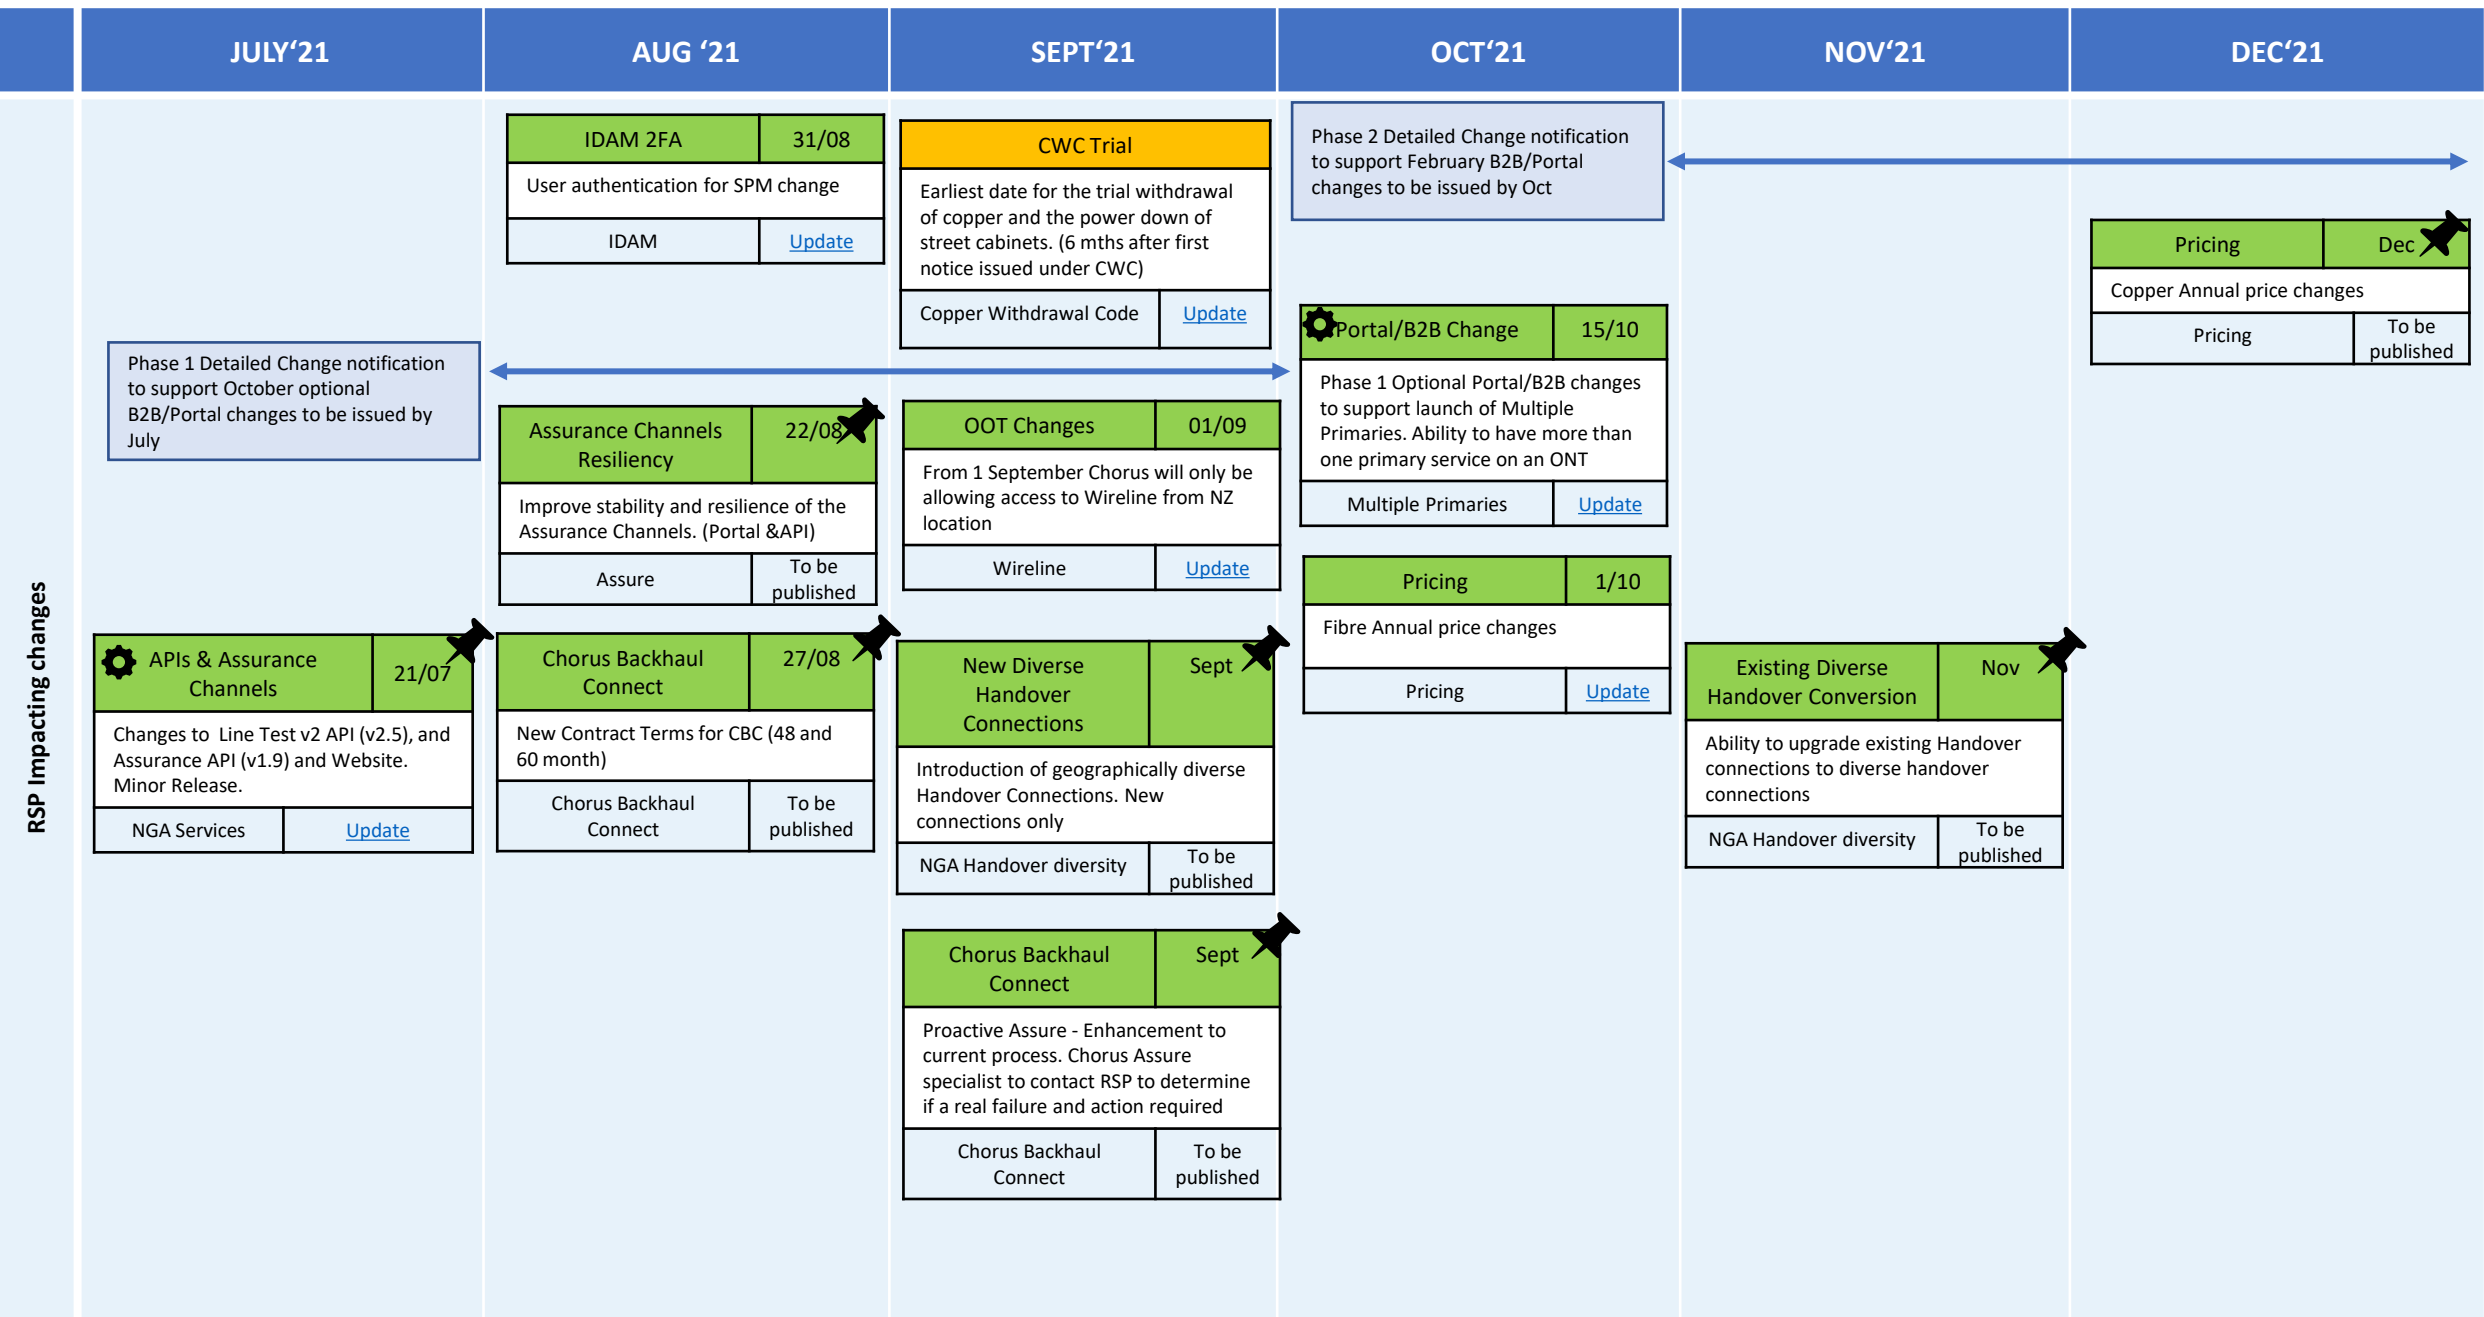 JULY‘21
AUG ‘21
SEPT‘21
OCT‘21
NOV‘21
DEC‘21
RSP Impacting changes
Phase 1 Detailed Change notification
to support October optional
B2B/Portal changes to be issued by
July
APIs & Assurance
Channels
21/07
Changes to Line Test v2 API (v2.5), and
Assurance API (v1.9) and Website.
Minor Release.
NGA Services
Update
IDAM 2FA
31/08
User authentication for SPM change
IDAM
Update
Assurance Channels
Resiliency
22/08
Improve stability and resilience of the
Assurance Channels. (Portal &API)
Assure
To be
published
Chorus Backhaul
Connect
27/08
New Contract Terms for CBC (48 and
60 month)
Chorus Backhaul
Connect
To be
published
CWC Trial
Earliest date for the trial withdrawal
of copper and the power down of
street cabinets. (6 mths after first
notice issued under CWC)
Copper Withdrawal Code
Update
OOT Changes
01/09
From 1 September Chorus will only be
allowing access to Wireline from NZ
location
Wireline
Update
New Diverse
Handover
Connections
Sept
Introduction of geographically diverse
Handover Connections. New
connections only
NGA Handover diversity
To be
published
Chorus Backhaul
Connect
Sept
Proactive Assure - Enhancement to
current process. Chorus Assure
specialist to contact RSP to determine
if a real failure and action required
Chorus Backhaul
Connect
To be
published
Phase 2 Detailed Change notification
to support February B2B/Portal
changes to be issued by Oct
Portal/B2B Change
15/10
Phase 1 Optional Portal/B2B changes
to support launch of Multiple
Primaries. Ability to have more than
one primary service on an ONT
Multiple Primaries
Update
Pricing
1/10
Fibre Annual price changes
Pricing
Update
Existing Diverse
Handover Conversion
Nov
Ability to upgrade existing Handover
connections to diverse handover
connections
NGA Handover diversity
To be
published
Pricing
Dec
Copper Annual price changes
Pricing
To be
published